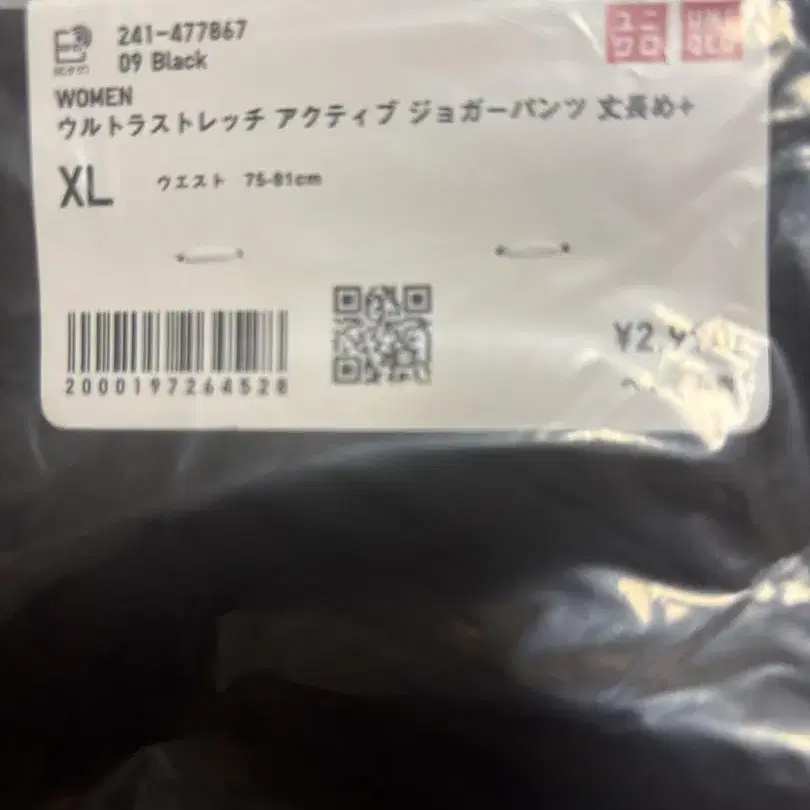 241-477867
09 Black
ユニ
クロ
UNI
QLO
WOMEN
ウルトラストレッチ アクティブ ジョガーパンツ 丈長め+
XL ウエスト 75-81cm
2000197264528